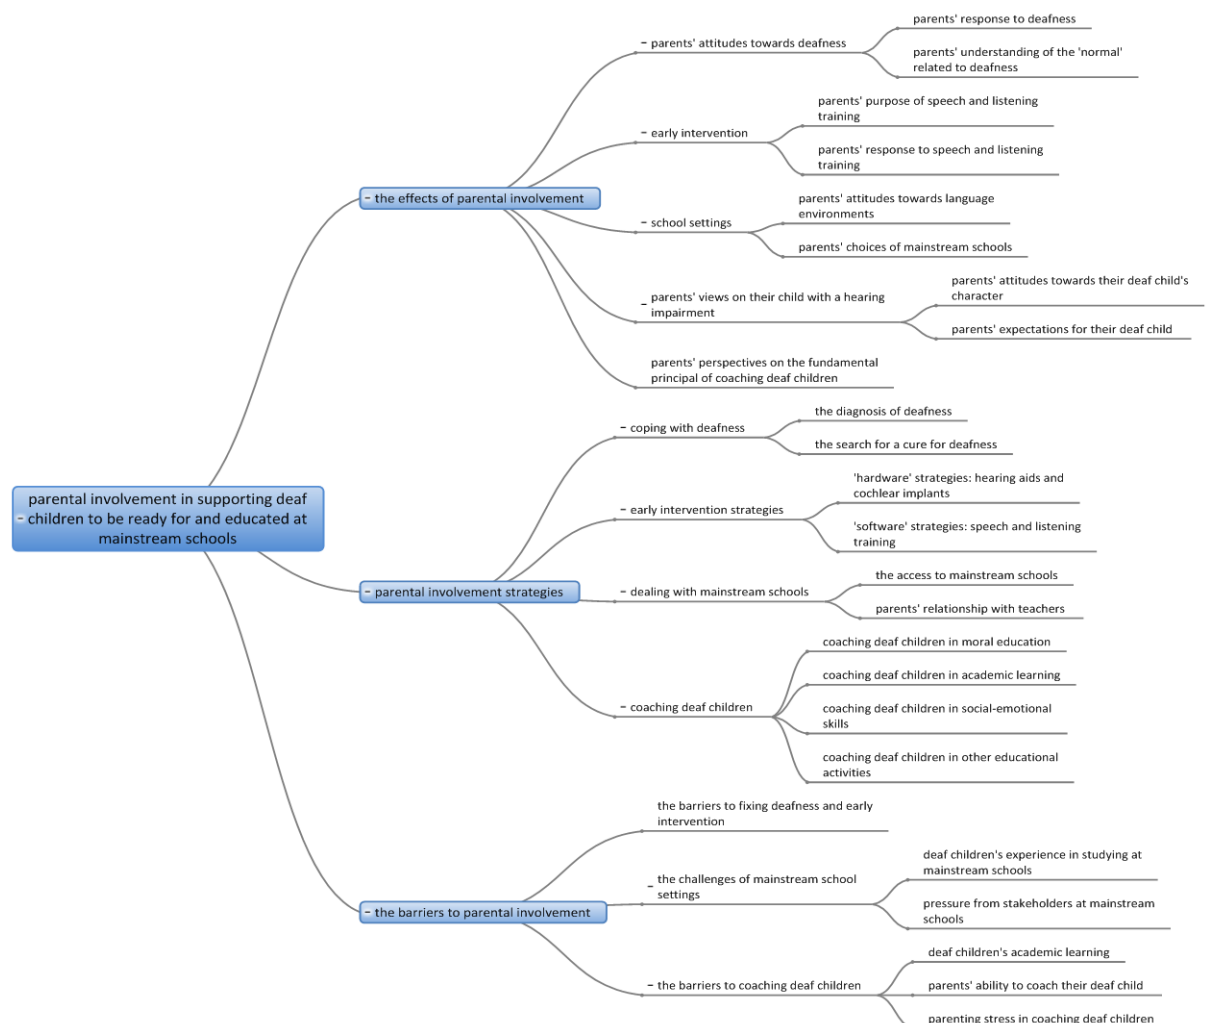 parental involvement in supporting deaf
- children to be ready for and educated at
mainstream schools
- the effects of parental involvement
- parents' attitudes towards deafness
parents' response to deafness
parents' understanding of the 'normal'
related to deafness
- early intervention
parents' purpose of speech and listening
training
parents' response to speech and listening
training
- school settings
parents' attitudes towards language
environments
parents' choices of mainstream schools
- parents' views on their child with a hearing
impairment
parents' attitudes towards their deaf child's
character
parents' expectations for their deaf child
parents' perspectives on the fundamental
principal of coaching deaf children
- parental involvement strategies
- coping with deafness
the diagnosis of deafness
the search for a cure for deafness
- early intervention strategies
'hardware' strategies: hearing aids and
cochlear implants
'software' strategies: speech and listening
training
- dealing with mainstream schools
the access to mainstream schools
parents' relationship with teachers
- coaching deaf children
coaching deaf children in moral education
coaching deaf children in academic learning
coaching deaf children in social-emotional
skills
coaching deaf children in other educational
activities
- the barriers to parental involvement
the barriers to fixing deafness and early
intervention
- the challenges of mainstream school
settings
deaf children's experience in studying at
mainstream schools
pressure from stakeholders at mainstream
schools
- the barriers to coaching deaf children
deaf children's academic learning
parents' ability to coach their deaf child
parenting stress in coaching deaf children